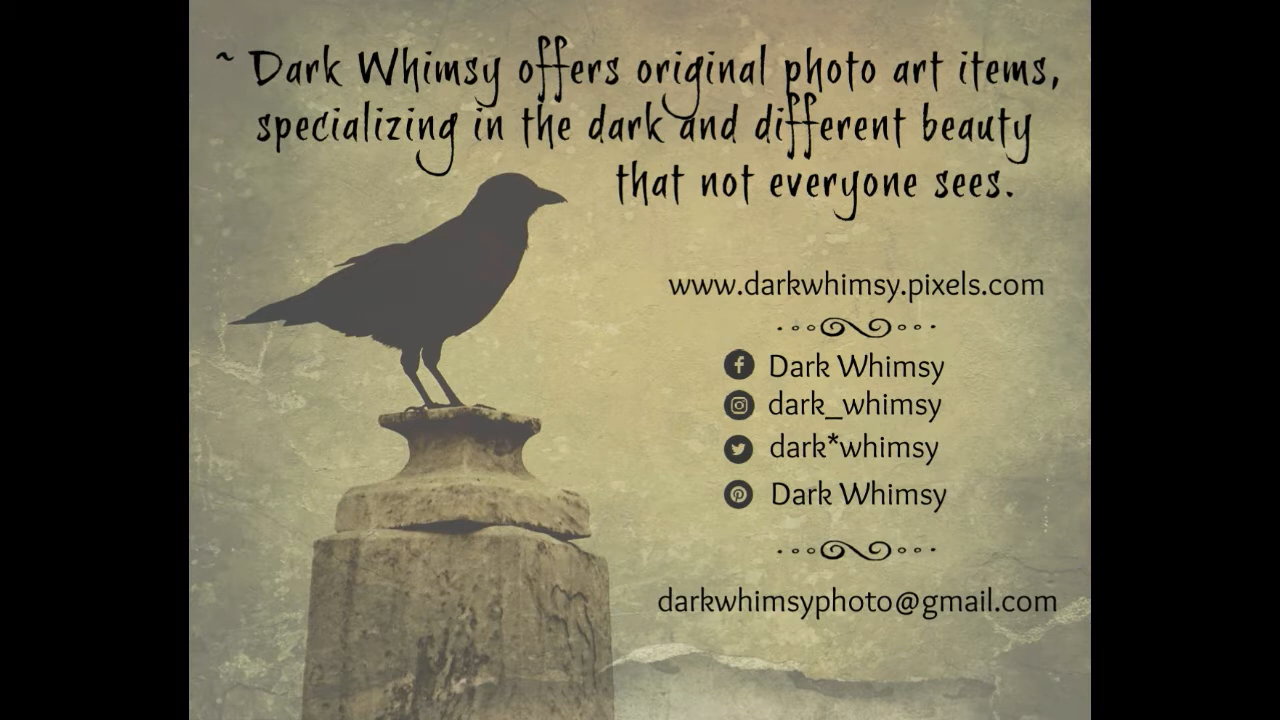 ~ Dark Whimsy offers original photo art items,
specializing in the dark and different beauty
that not everyone sees.
www.darkwhimsy.pixels.com
Dark Whimsy
dark_whimsy
dark*whimsy
Dark Whimsy
darkwhimsyphoto@gmail.com